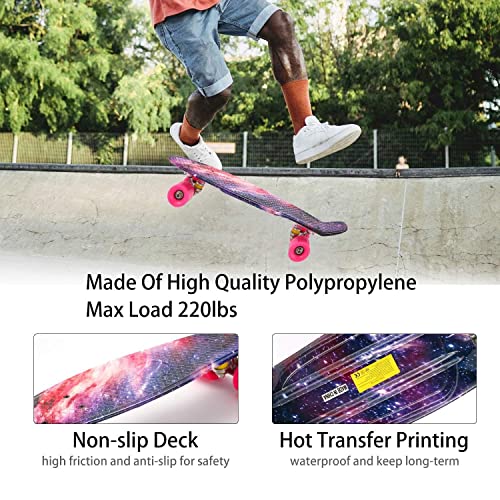 Made Of High Quality Polypropylene
Max Load 220lbs
Non-slip Deck
high friction and anti-slip for safety
Hot Transfer Printing
waterproof and keep long-term